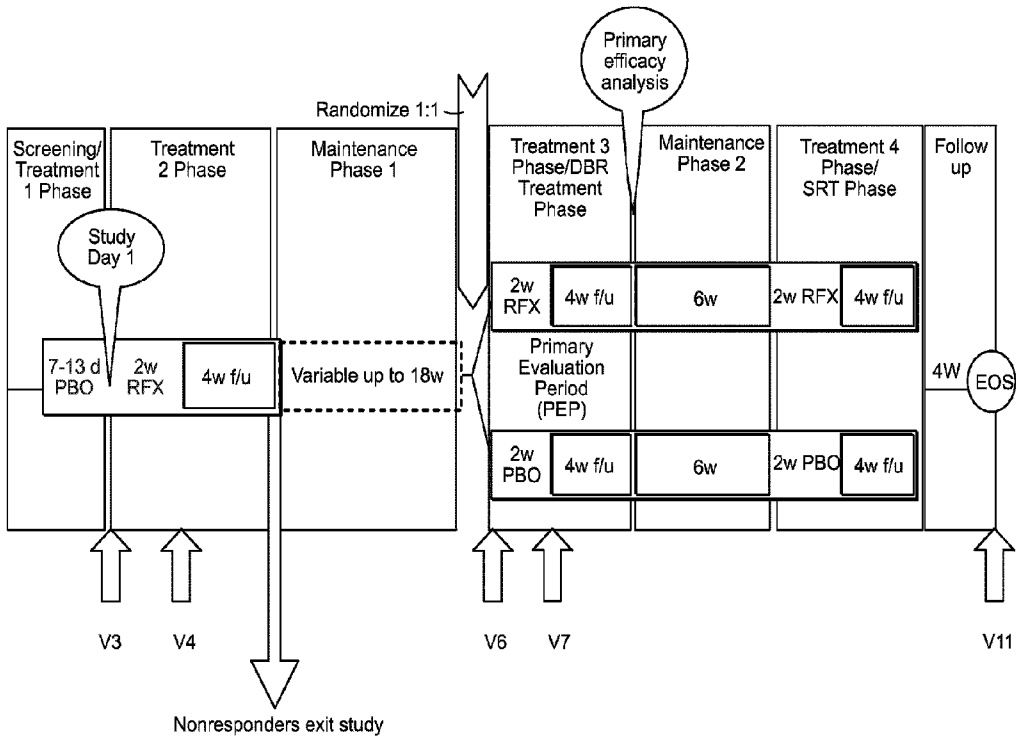 Primary
efficacy
analysis
Randomize 1:1
Screening/
Treatment
1 Phase
Treatment
2 Phase
Maintenance
Phase 1
Treatment 3
Phase/DBR
Treatment
Phase
Maintenance
Phase 2
Treatment 4
Phase/
SRT Phase
Follow
up
Study
Day 1
2w
RFX
4w f/u
6w
2w RFX
4w f/u
7-13 d
PBO
2w
RFX
4w f/u
Variable up to 18w
Primary
Evaluation
Period
(PEP)
4W
EOS
2w
PBO
4w f/u
6w
2w PBO
4w f/u
V3
V4
V6
V7
V11
Nonresponders exit study